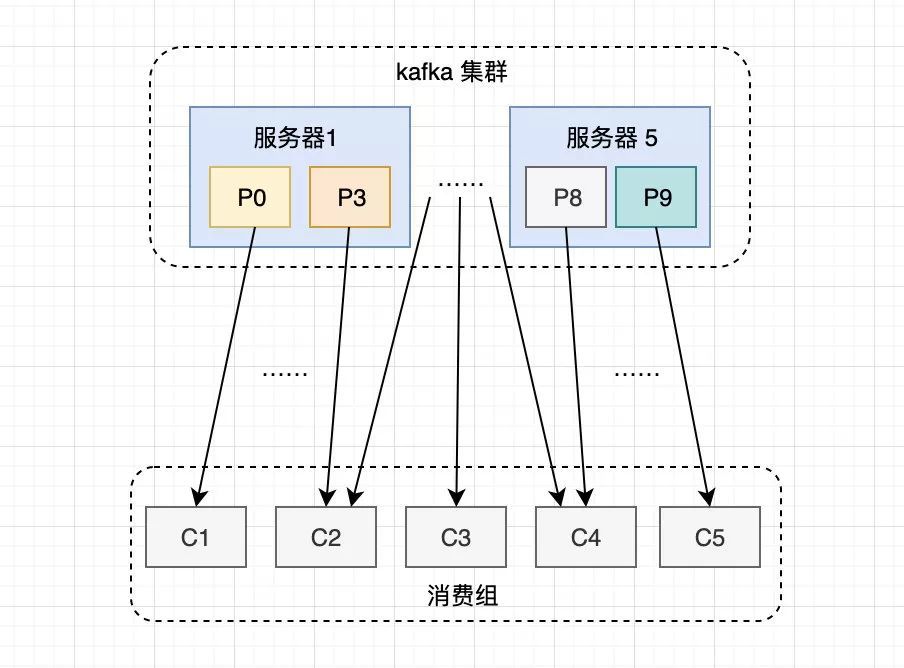 kafka 集群
服务器1
服务器 5
P0
P3
......
P8
P9
......
......
C1
C2
C3
C4
C5
消费组